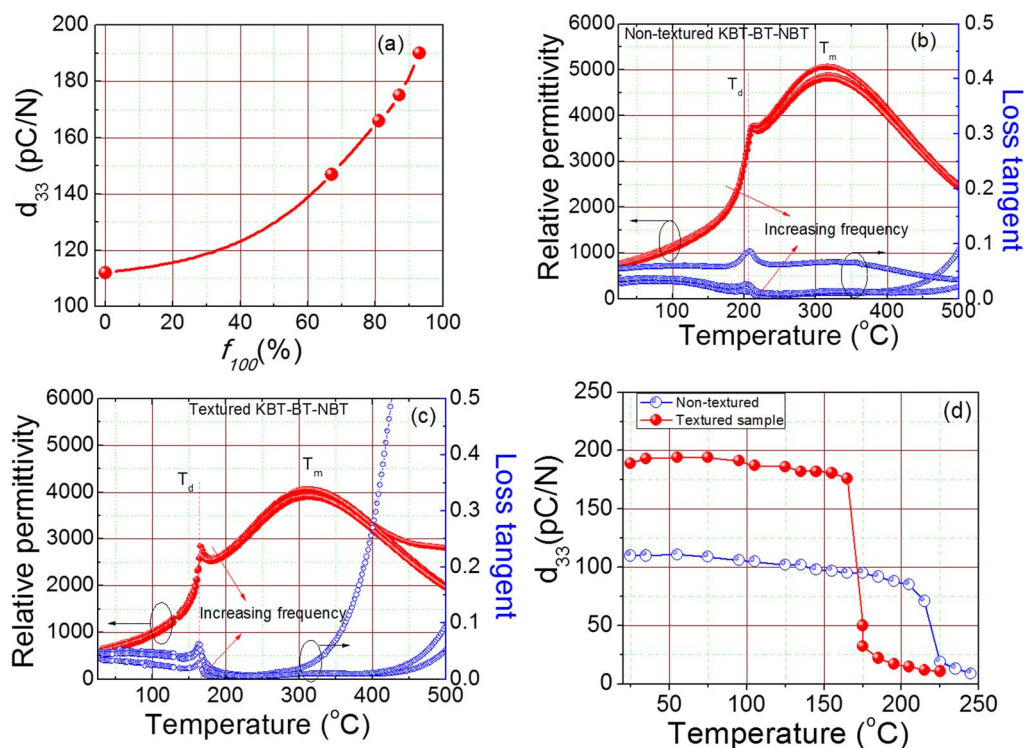 (a)
200
180
160
140
120
100
d33 (pC/N)
0 20 40 60 80 100
f100(%)
Non-textured KBT-BT-NBT (b)
6000
5000
4000
3000
2000
1000
0
Relative permittivity
Td
Tm
Increasing frequency
0.5
0.4
0.3
0.2
0.1
0.0
Loss tangent
100 200 300 400 500
Temperature (oC)
Textured KBT-BT-NBT (c)
6000
5000
4000
3000
2000
1000
0
Relative permittivity
Td
Tm
Increasing frequency
0.5
0.4
0.3
0.2
0.1
0.0
Loss tangent
100 200 300 400 500
Temperature (oC)
(d)
Non-textured
Textured sample
250
200
150
100
50
0
d33(pC/N)
50 100 150 200 250
Temperature (oC)